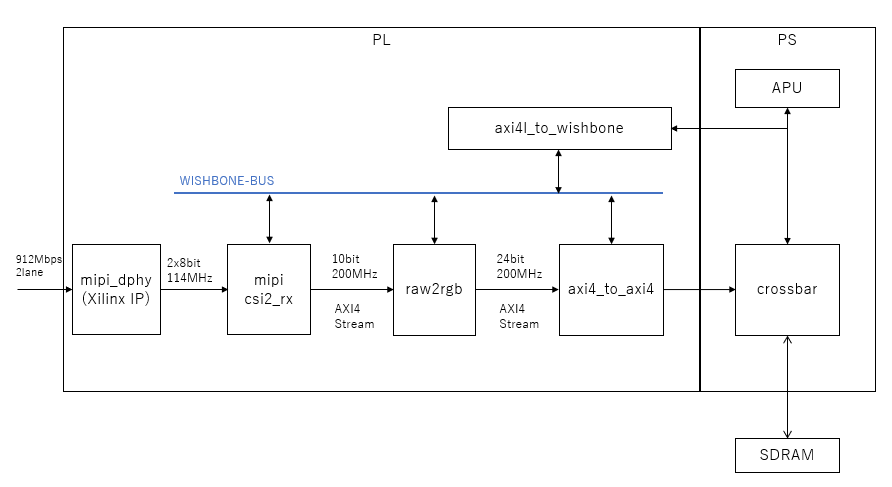 PL
PS
APU
axi4l_to_wishbone
WISHBONE-BUS
912Mbps
2lane
mipi_dphy
(Xilinx IP)
2x8bit
114MHz
mipi
csi2_rx
10bit
200MHz
AXI4
Stream
raw2rgb
24bit
200MHz
AXI4
Stream
axi4_to_axi4
crossbar
SDRAM